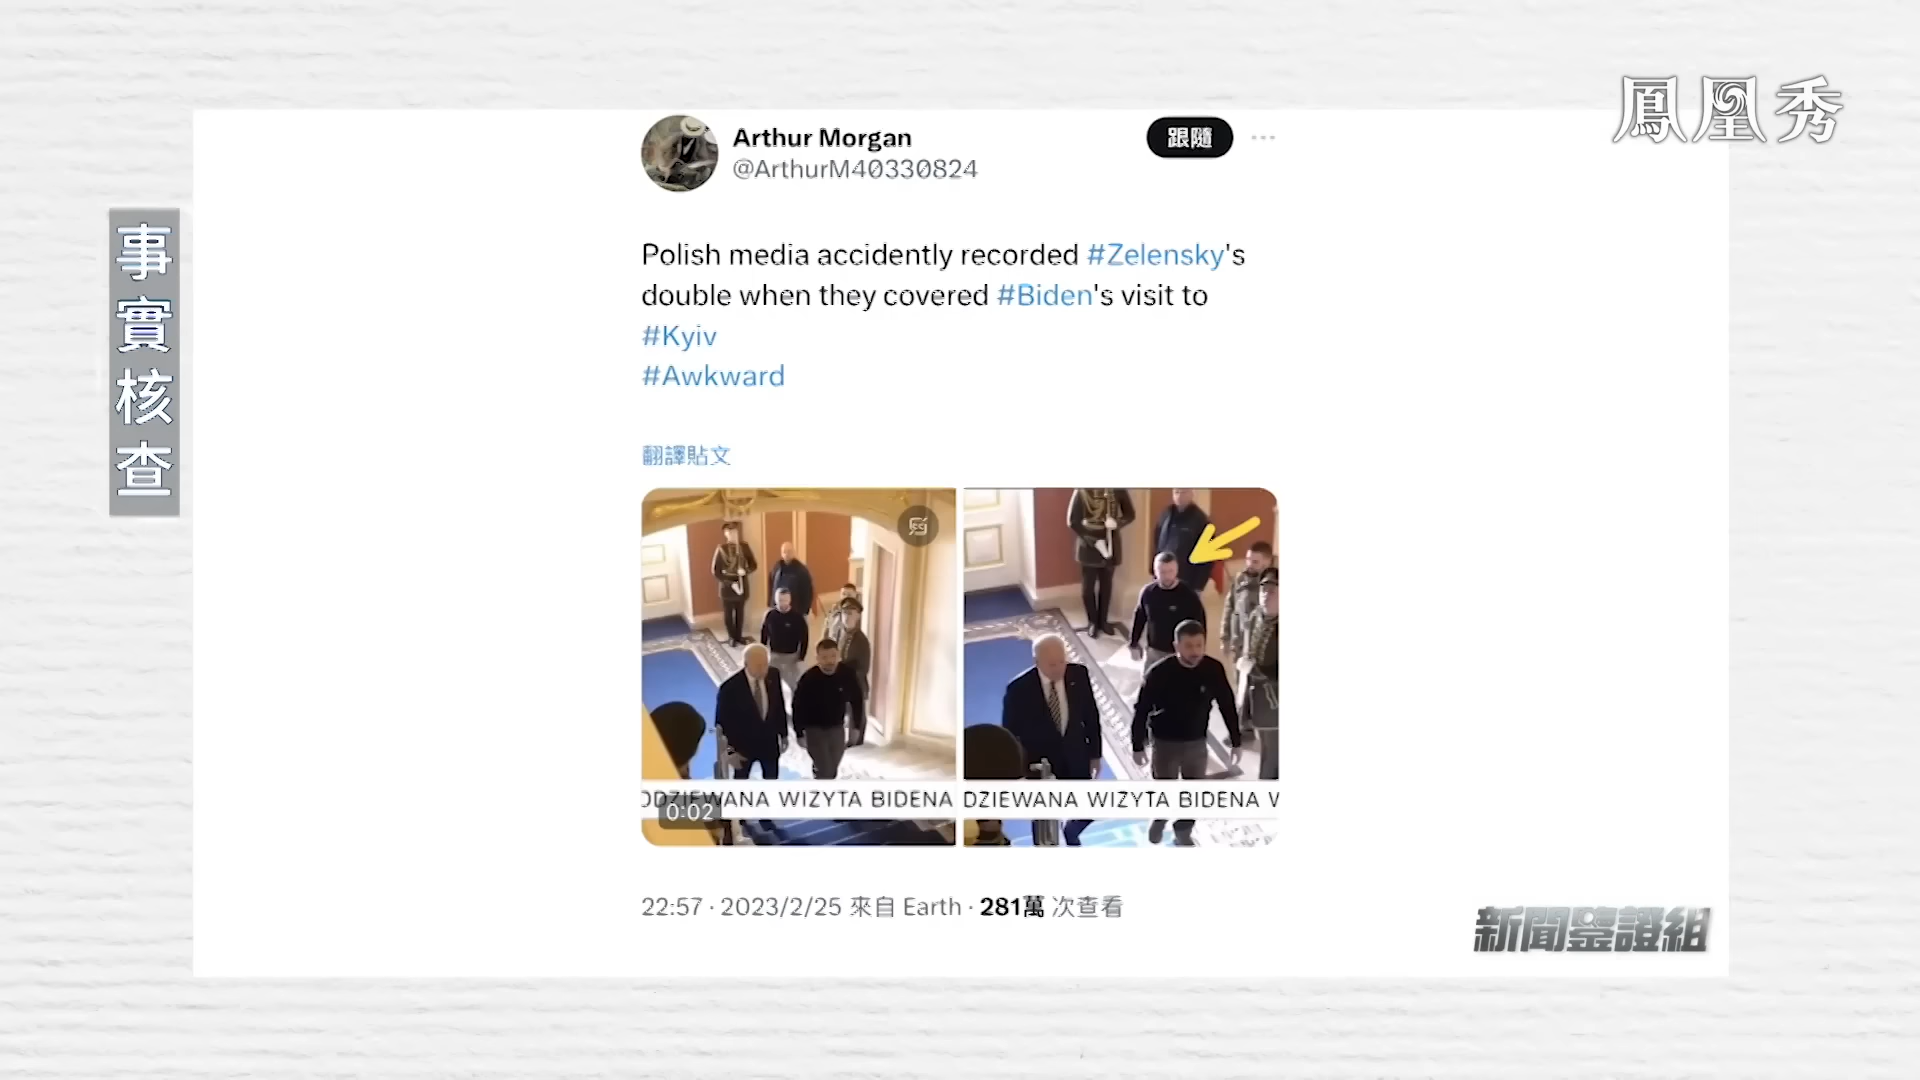 鳳凰秀
事實核查
Arthur Morgan
@ArthurM40330824
跟隨
Polish media accidently recorded #Zelensky's
double when they covered #Biden's visit to
#Kyiv
#Awkward
翻譯貼文
ODZIEWANA WIZYTA BIDENA
0:02
DZIEWANA WIZYTA BIDENA W
22:57 · 2023/2/25 來自 Earth · 281萬 次查看
新聞鑒證組